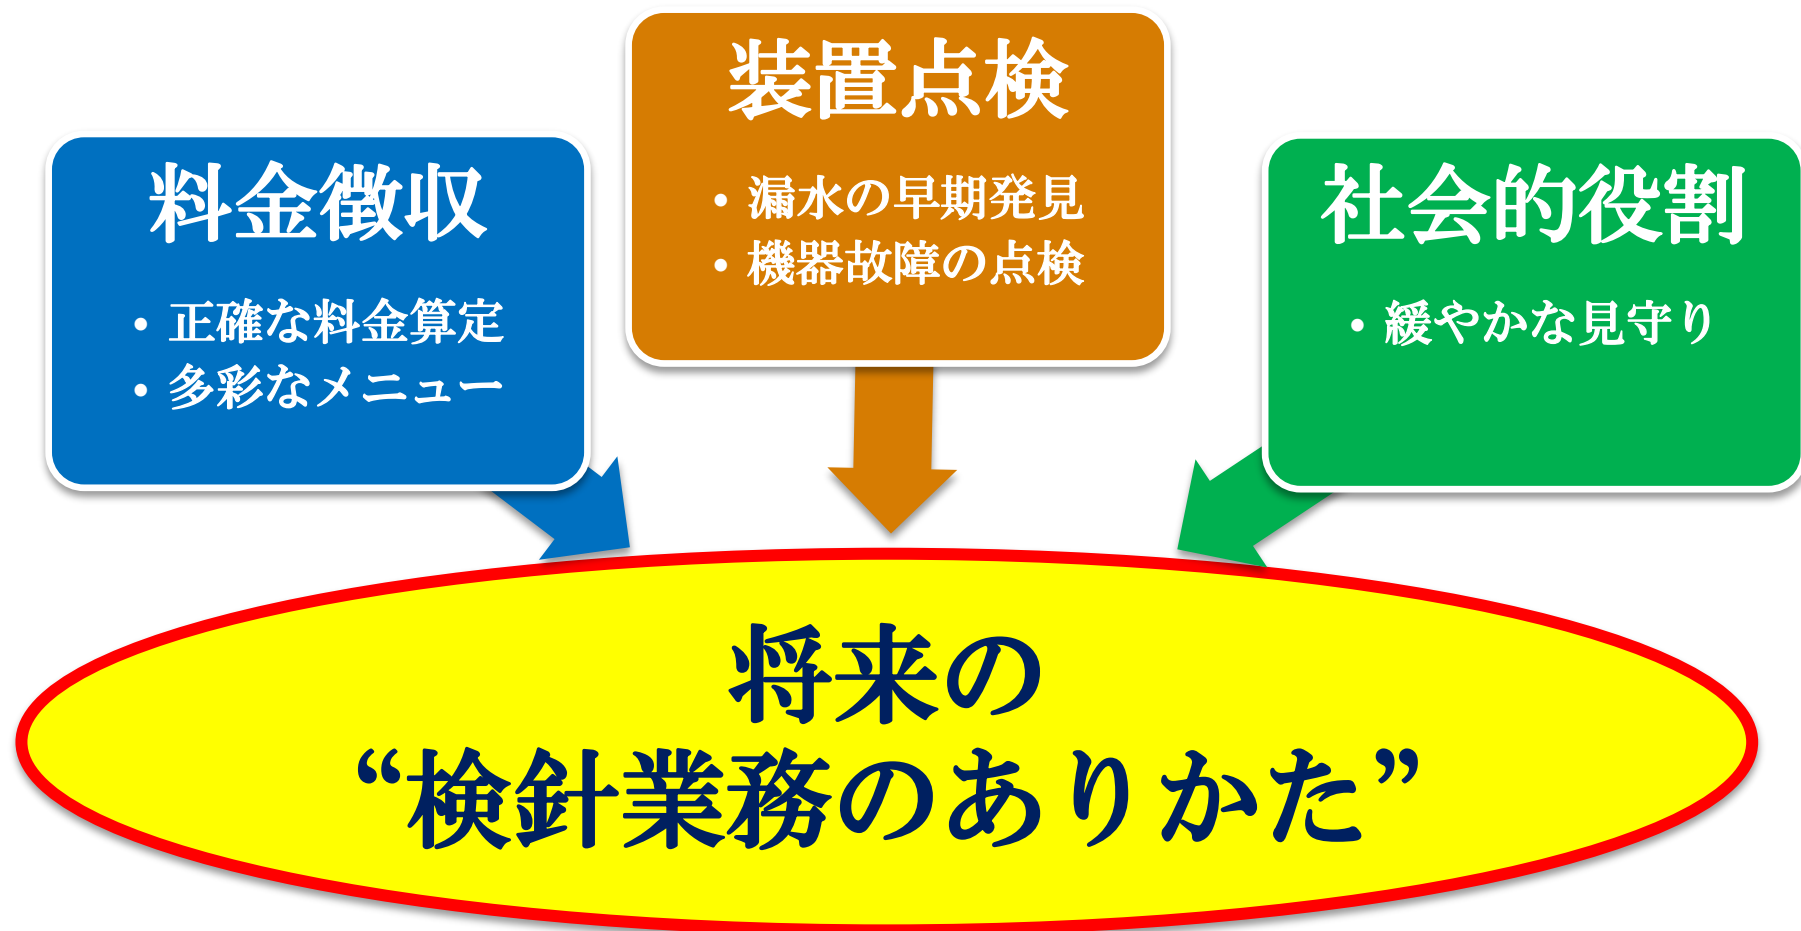 料金徴収
• 正確な料金算定
• 多彩なメニュー
装置点検
• 漏水の早期発見
• 機器故障の点検
社会的役割
• 緩やかな見守り
将来の
“検針業務のありかた”